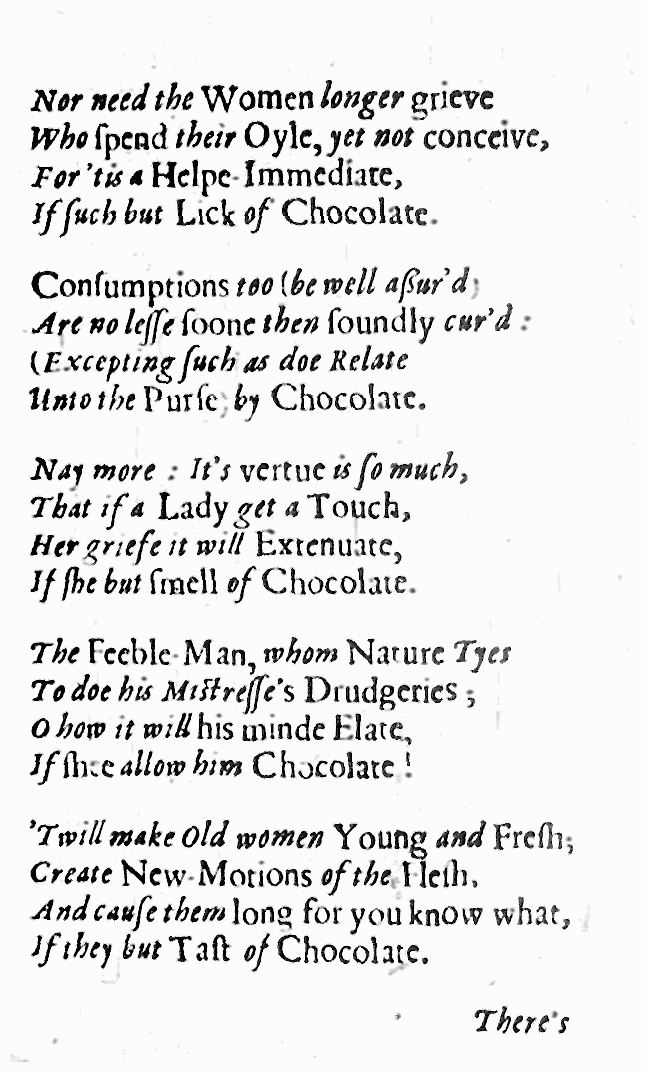 Nor need the Women longer grieve
Who ſpend their Oyle, yet not conceive,
For 'tis a Helpe-Immediate,
If ſuch but Lick of Chocolate.
Conſumptions too (be well aßur'd)
Are no leſſe ſoone then ſoundly cur'd :
(Excepting ſuch as doe Relate
Unto the Purſe) by Chocolate.
Nay more : It's vertue is ſo much,
That if a Lady get a Touch,
Her griefe it will Extenuate,
If ſhe but ſmell of Chocolate.
The Feeble-Man, whom Nature Tyes
To doe his Miſtreſſe's Drudgeries ;
O how it will his minde Elate,
If ſhee allow him Chocolate !
'Twill make Old women Young and Freſh;
Create New-Motions of the Fleſh,
And cauſe them long for you know what,
If they but Taſt of Chocolate.
There's